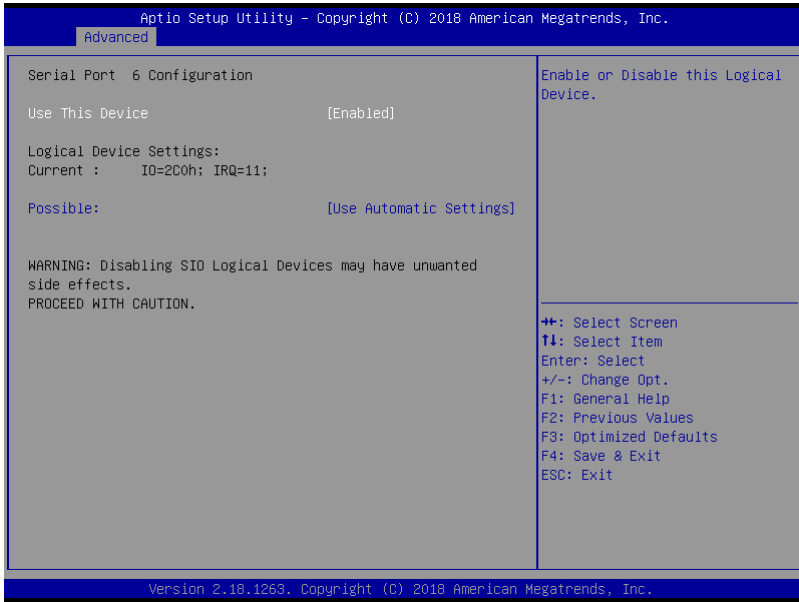 Aptio Setup Utility – Copyright (C) 2018 American Megatrends, Inc.
Advanced
Serial Port 6 Configuration
Use This Device [Enabled]
Logical Device Settings:
Current : IO=2C0h; IRQ=11;
Possible: [Use Automatic Settings]
WARNING: Disabling SIO Logical Devices may have unwanted
side effects.
PROCEED WITH CAUTION.
Enable or Disable this Logical
Device.
→←: Select Screen
↑↓: Select Item
Enter: Select
+/-: Change Opt.
F1: General Help
F2: Previous Values
F3: Optimized Defaults
F4: Save & Exit
ESC: Exit
Version 2.18.1263. Copyright (C) 2018 American Megatrends, Inc.